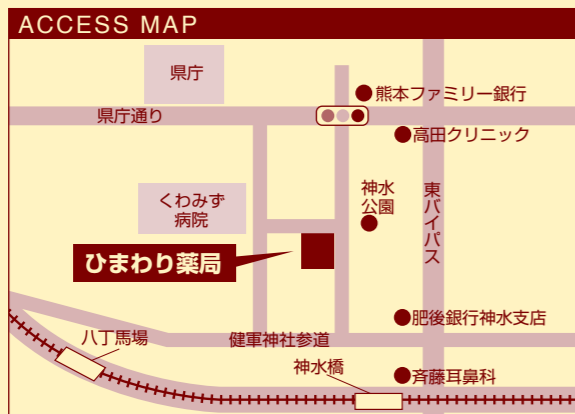 ACCESS MAP
県庁
熊本ファミリー銀行
県庁通り
高田クリニック
くわみず
病院
神水
公園
東バイパス
ひまわり薬局
肥後銀行神水支店
八丁馬場
健軍神社参道
神水橋
斉藤耳鼻科